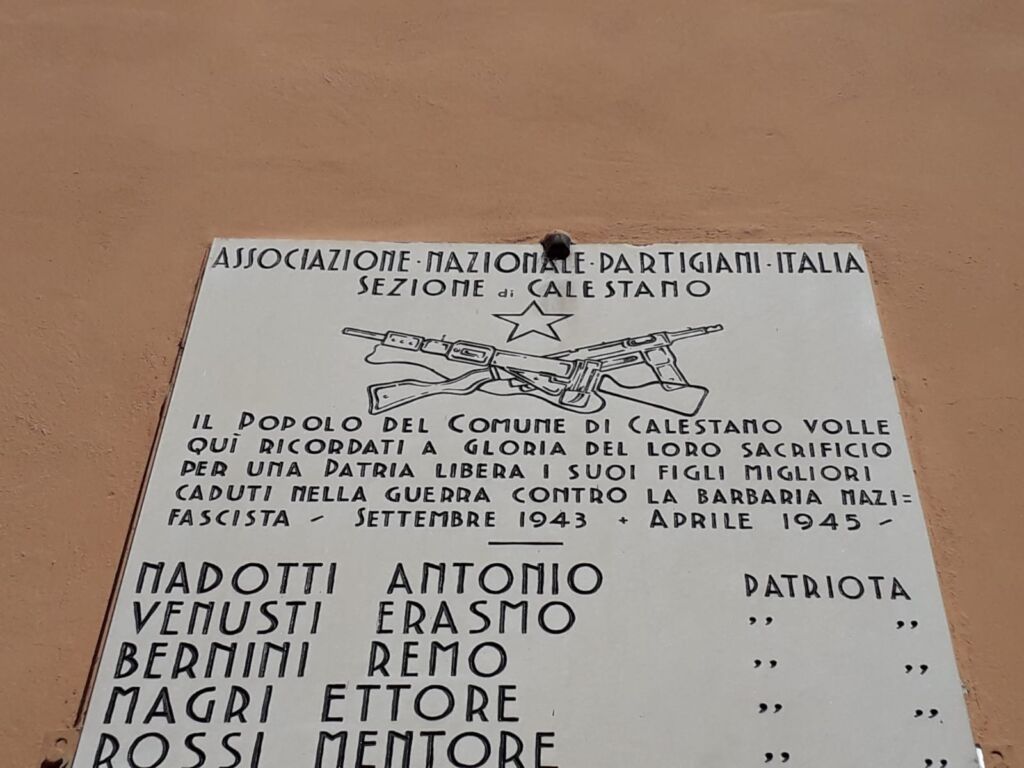 ASSOCIAZIONE · NAZIONALE · PARTIGIANI · ITALIA
SEZIONE di CALESTANO
IL POPOLO DEL COMUNE DI CALESTANO VOLLE
QUÌ RICORDATI A GLORIA DEL LORO SACRIFICIO
PER UNA PATRIA LIBERA I SUOI FIGLI MIGLIORI
CADUTI NELLA GUERRA CONTRO LA BARBARIA NAZI=
FASCISTA - SETTEMBRE 1943 + APRILE 1945 -
NADOTTI ANTONIO PATRIOTA
VENUSTI ERASMO ,, ,,
BERNINI REMO ,, ,,
MAGRI ETTORE ,, ,,
ROSSI MENTORE ,, ,,